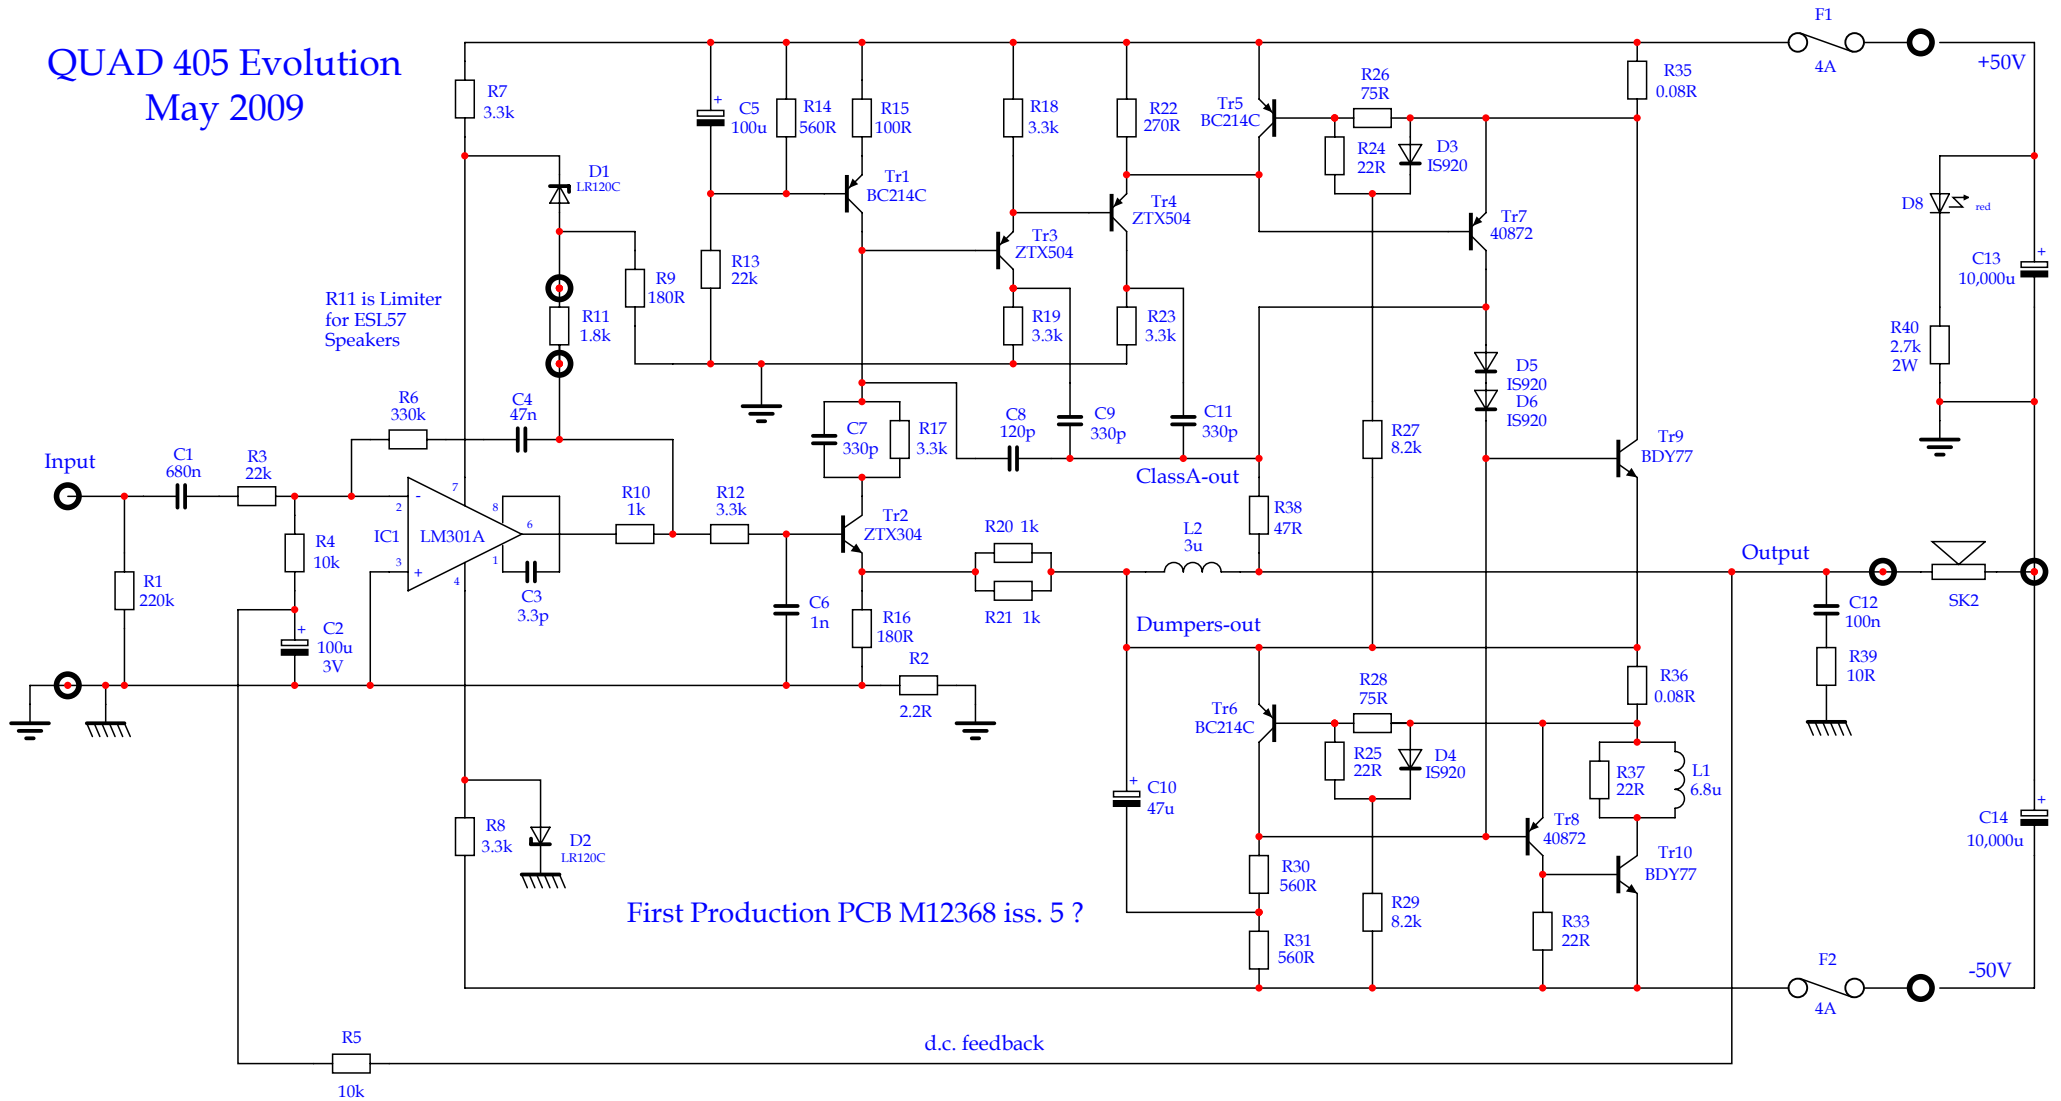 QUAD 405 Evolution
May 2009
F1
4A
+50V
R7
3.3k
C5
100u
+
R14
560R
R15
100R
R18
3.3k
R22
270R
Tr5
BC214C
R26
75R
R24
22R
D3
IS920
R35
0.08R
D1
LR120C
Tr1
BC214C
Tr4
ZTX504
Tr3
ZTX504
Tr7
40872
D8
red
R13
22k
R9
180R
C13
10,000u
+
R11 is Limiter
for ESL57
Speakers
R11
1.8k
R19
3.3k
R23
3.3k
R40
2.7k
2W
D5
IS920
D6
IS920
R6
330k
C4
47n
C7
330p
R17
3.3k
C8
120p
C9
330p
C11
330p
R27
8.2k
Tr9
BDY77
Input
C1
680n
R3
22k
ClassA-out
IC1
LM301A
-
+
2
3
7
8
6
1
4
R10
1k
R12
3.3k
Tr2
ZTX304
R20 1k
R21 1k
L2
3u
R38
47R
Output
SK2
R4
10k
R1
220k
C3
3.3p
C6
1n
R16
180R
C12
100n
R39
10R
Dumpers-out
+
C2
100u
3V
R2
2.2R
Tr6
BC214C
R28
75R
R25
22R
D4
IS920
R36
0.08R
R37
22R
L1
6.8u
+
C10
47u
R8
3.3k
D2
LR120C
Tr8
40872
Tr10
BDY77
+
C14
10,000u
R30
560R
First Production PCB M12368 iss. 5 ?
R29
8.2k
R33
22R
R31
560R
F2
4A
-50V
R5
10k
d.c. feedback